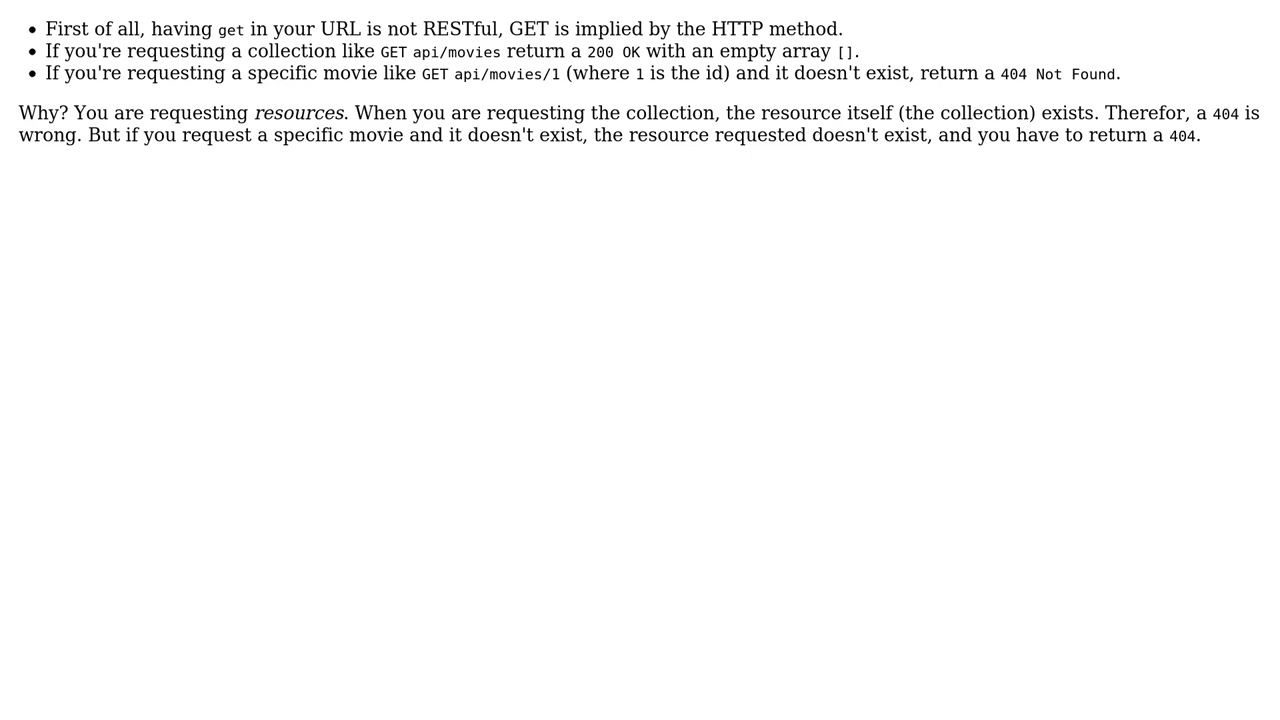 • First of all, having get in your URL is not RESTful, GET is implied by the HTTP method.
• If you're requesting a collection like GET api/movies return a 200 OK with an empty array [].
• If you're requesting a specific movie like GET api/movies/1 (where 1 is the id) and it doesn't exist, return a 404 Not Found.
Why? You are requesting resources. When you are requesting the collection, the resource itself (the collection) exists. Therefor, a 404 is
wrong. But if you request a specific movie and it doesn't exist, the resource requested doesn't exist, and you have to return a 404.